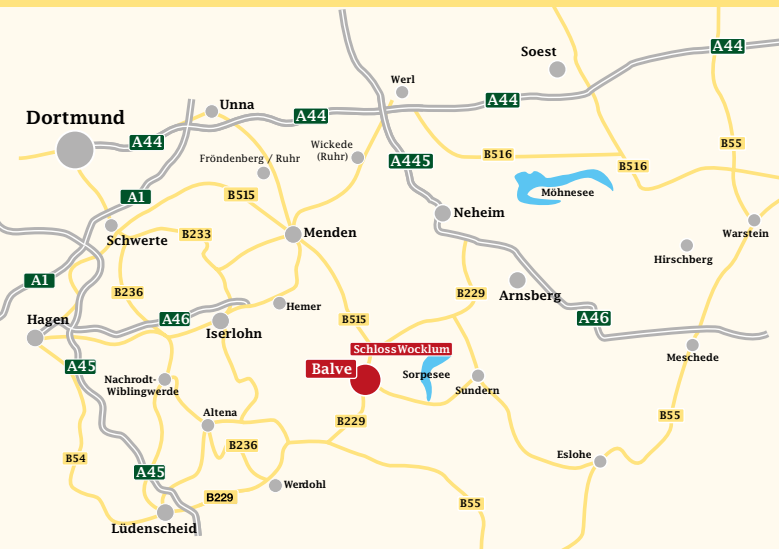 Soest
A44
Werl
A44
Unna
A44
Dortmund
A44
Wickede
(Ruhr)
B55
B516
Fröndenberg / Ruhr
A445
B516
B515
Möhnesee
A1
Neheim
Warstein
Schwerte
B233
Menden
Hirschberg
A1
B236
B229
Arnsberg
Hemer
Hagen
A46
B515
A46
Iserlohn
SchlossWocklum
Meschede
A45
Balve
Sorpesee
Nachrodt-
Wiblingwerde
Sundern
Altena
B229
B55
B236
Eslohe
B54
A45
Werdohl
B229
B55
Lüdenscheid